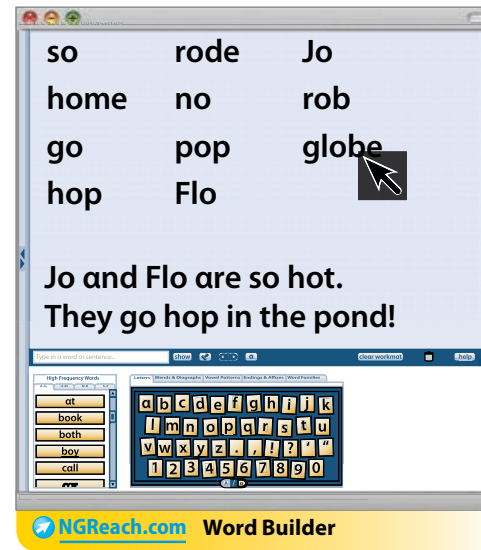 so rode Jo
home no rob
go pop globe
hop Flo
Jo and Flo are so hot.
They go hop in the pond!
Type in a word or sentence... show a. clear workmat help
High Frequency Words
Letters Blends & Diagraphs Vowel Patterns Endings & Affixes Word Families
at
book
both
boy
call
a b c d e f g h i j k
l m n o p q r s t u
v w x y z . , ! ? ‘ “
1 2 3 4 5 6 7 8 9 0
NGReach.com Word Builder